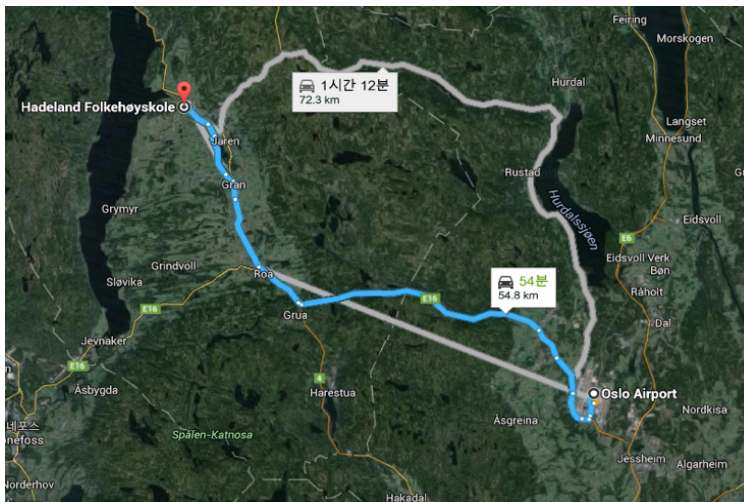 Feiring
Morskogen
1시간 12분
72.3 km
Hurdal
Hadeland Folkehøyskole
Langset
Minnesund
Jaren
Gran
Rustad
Hurdalssjøen
Grymyr
Eidsvoll
E6
Eidsvoll Verk
Bøn
Grindvoll
Roa
54분
54.8 km
Råholt
Sløvika
E16
E16
Grua
Dal
Jevnaker
E16
4
Harestua
Oslo Airport
Åsbygda
Nordkisa
Åsgreina
네포스
nefoss
Spålen-Katnosa
Jessheim
Algarheim
Norderhov
Hakadal